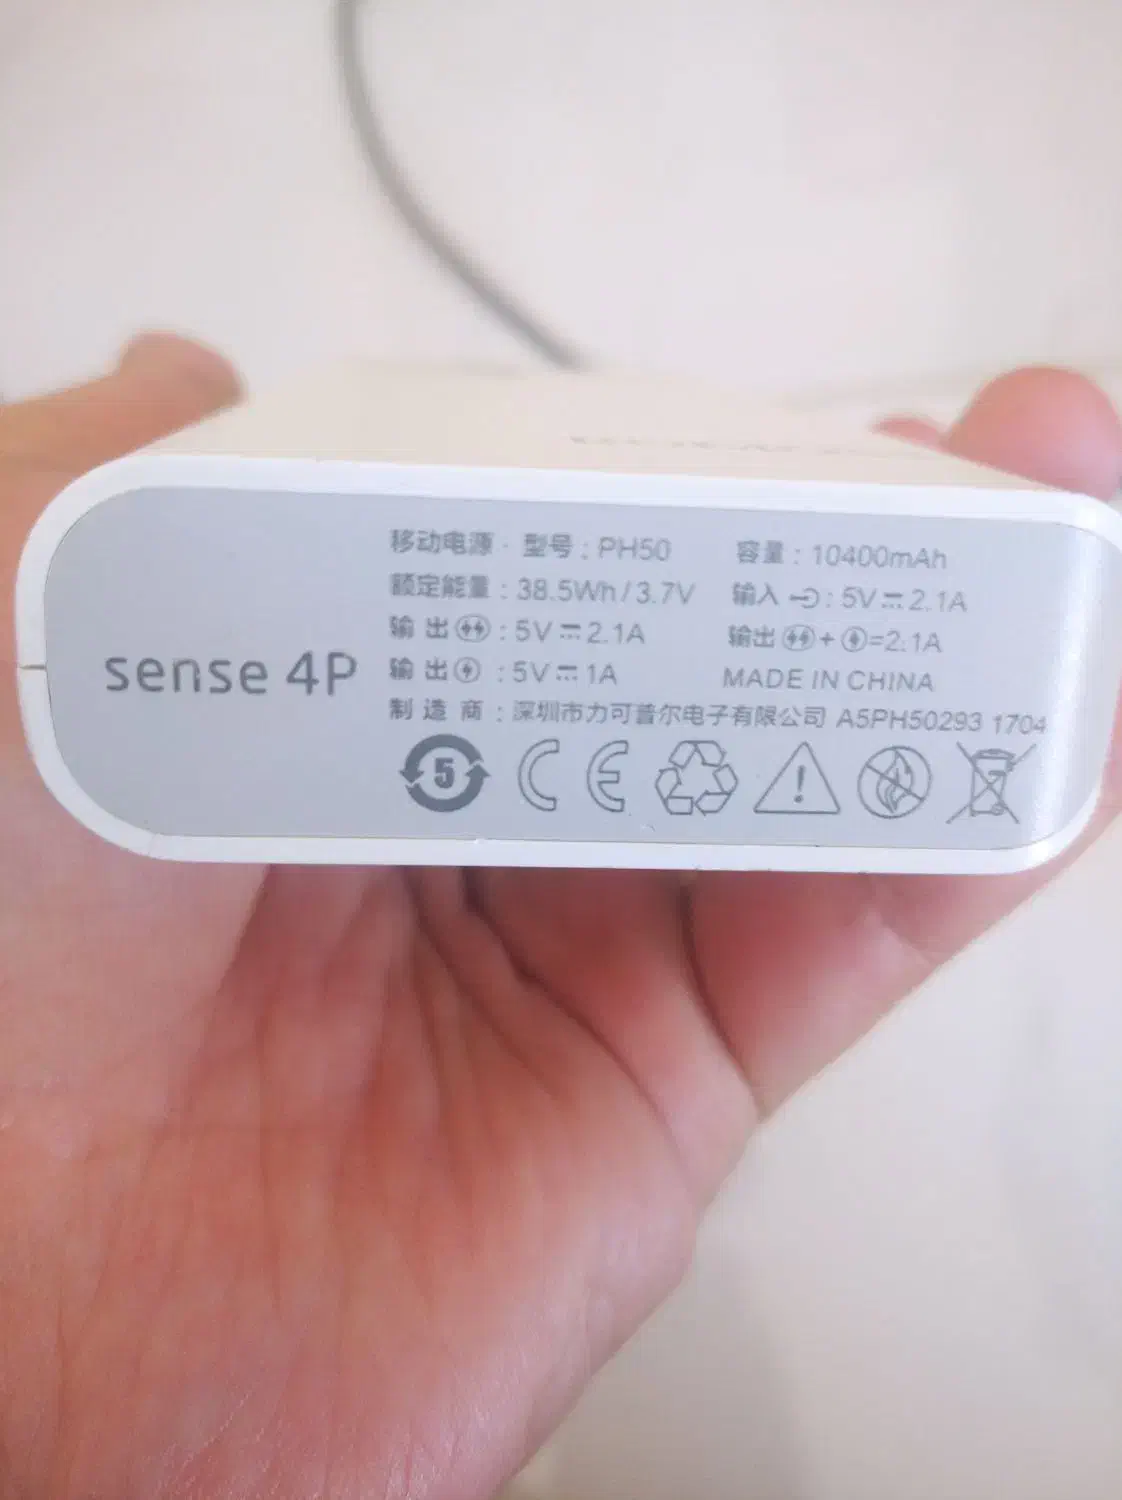 sense 4P
移动电源 · 型号：PH50 容量：10400mAh
额定能量：38.5Wh / 3.7V 输入：5V⎓2.1A
输出：5V⎓2.1A 输出+=2.1A
输出：5V⎓1A MADE IN CHINA
制造商：深圳市力可普尔电子有限公司 A5PH50293 1704
5 CE